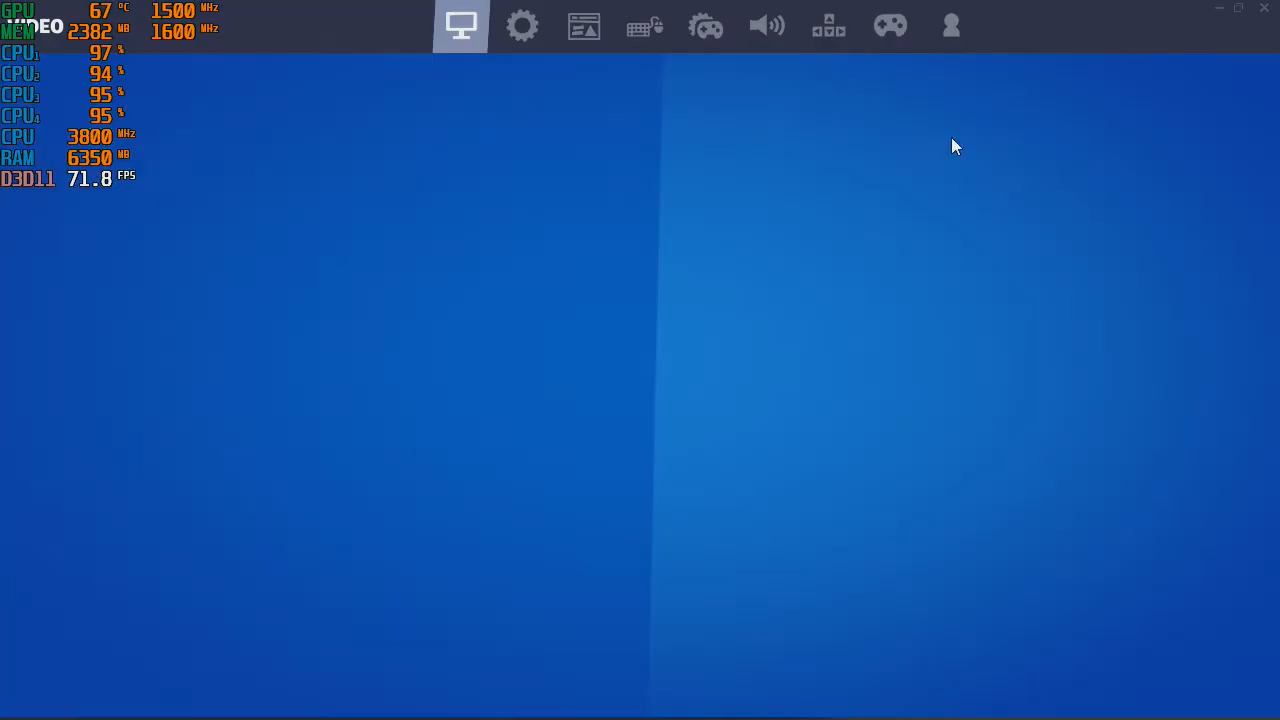 GPU 67 °C 1500 MHz
VIDEO
MEM 2382 MB 1600 MHz
CPU1 97 %
CPU2 94 %
CPU3 95 %
CPU4 95 %
CPU 3800 MHz
RAM 6350 MB
D3D11 71.8 FPS